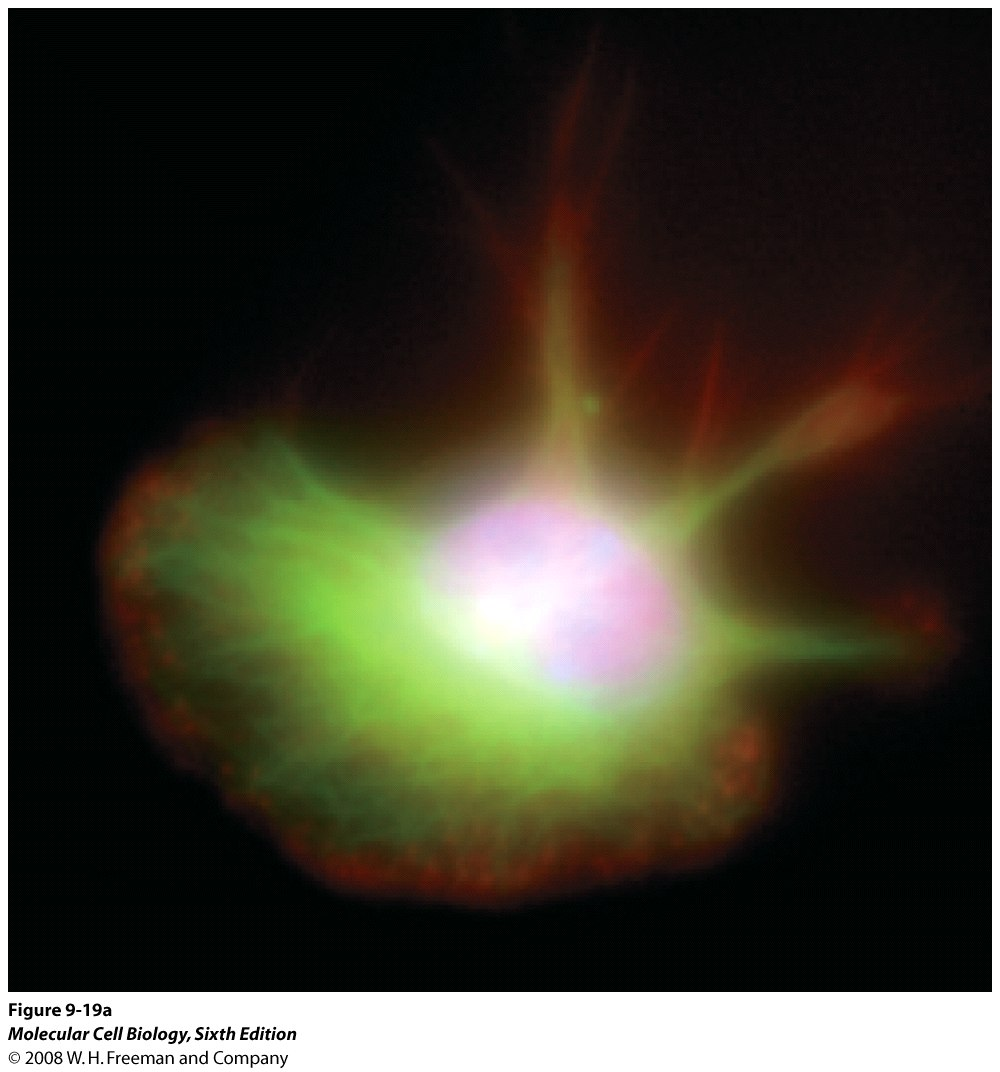 Figure 9-19a
Molecular Cell Biology, Sixth Edition
© 2008 W. H. Freeman and Company